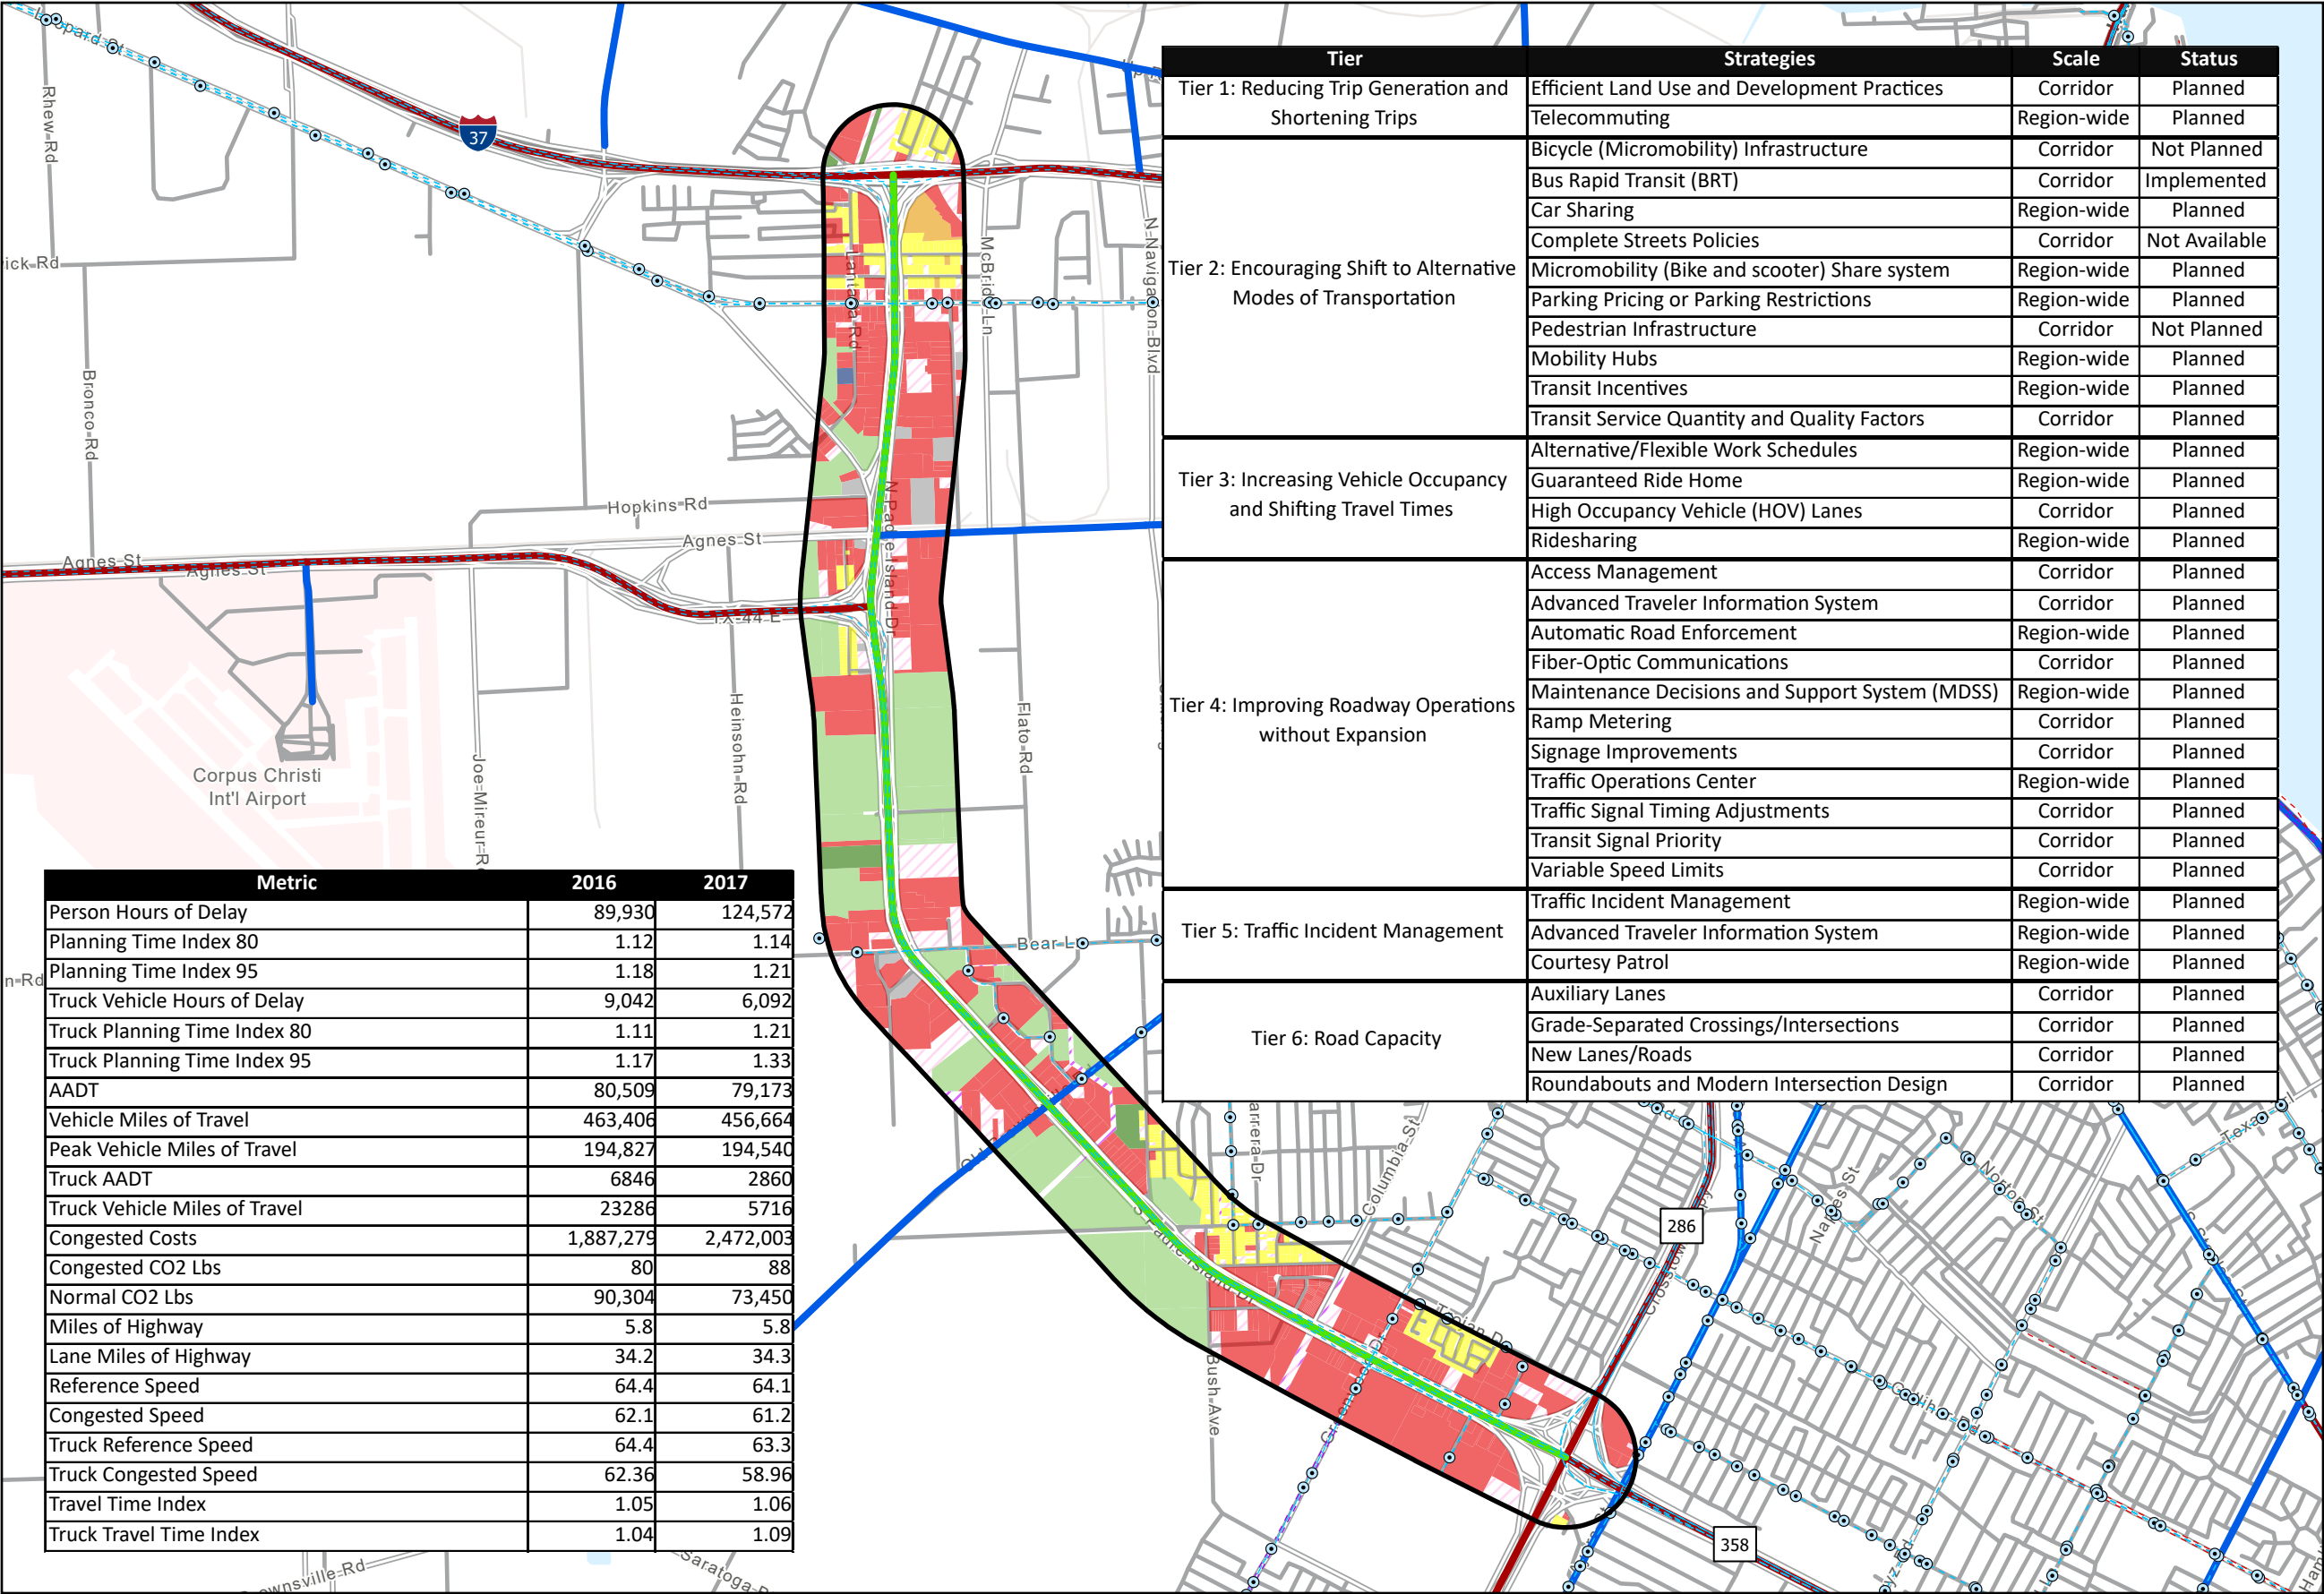 Leopard St
37
Rhew-Rd
Lantana Rd
McBride-Ln
N-Navigation-Blvd
Bronco-Rd
Hopkins-Rd
Agnes-St
Agnes-St
Agnes-St
N-Padre-Island-Dr
TX-44-E
Heinsohn-Rd
Flato-Rd
Corpus Christi
Int'l Airport
Bear-L
Tier Strategies Scale Status
Tier 1: Reducing Trip Generation and
Shortening Trips
Efficient Land Use and Development Practices Corridor Planned
Telecommuting Region-wide Planned
Tier 2: Encouraging Shift to Alternative
Modes of Transportation
Bicycle (Micromobility) Infrastructure Corridor Not Planned
Bus Rapid Transit (BRT) Corridor Implemented
Car Sharing Region-wide Planned
Complete Streets Policies Corridor Not Available
Micromobility (Bike and scooter) Share system Region-wide Planned
Parking Pricing or Parking Restrictions Region-wide Planned
Pedestrian Infrastructure Corridor Not Planned
Mobility Hubs Region-wide Planned
Transit Incentives Region-wide Planned
Transit Service Quantity and Quality Factors Corridor Planned
Tier 3: Increasing Vehicle Occupancy
and Shifting Travel Times
Alternative/Flexible Work Schedules Region-wide Planned
Guaranteed Ride Home Region-wide Planned
High Occupancy Vehicle (HOV) Lanes Corridor Planned
Ridesharing Region-wide Planned
Tier 4: Improving Roadway Operations
without Expansion
Access Management Corridor Planned
Advanced Traveler Information System Corridor Planned
Automatic Road Enforcement Region-wide Planned
Fiber-Optic Communications Corridor Planned
Maintenance Decisions and Support System (MDSS) Region-wide Planned
Ramp Metering Corridor Planned
Signage Improvements Corridor Planned
Traffic Operations Center Region-wide Planned
Traffic Signal Timing Adjustments Corridor Planned
Transit Signal Priority Corridor Planned
Variable Speed Limits Corridor Planned
Tier 5: Traffic Incident Management
Traffic Incident Management Region-wide Planned
Advanced Traveler Information System Region-wide Planned
Courtesy Patrol Region-wide Planned
Tier 6: Road Capacity
Auxiliary Lanes Corridor Planned
Grade-Separated Crossings/Intersections Corridor Planned
New Lanes/Roads Corridor Planned
Roundabouts and Modern Intersection Design Corridor Planned
Metric 2016 2017
Person Hours of Delay 89,930 124,572
Planning Time Index 80 1.12 1.14
Planning Time Index 95 1.18 1.21
Truck Vehicle Hours of Delay 9,042 6,092
Truck Planning Time Index 80 1.11 1.21
Truck Planning Time Index 95 1.17 1.33
AADT 80,509 79,173
Vehicle Miles of Travel 463,406 456,664
Peak Vehicle Miles of Travel 194,827 194,540
Truck AADT 6846 2860
Truck Vehicle Miles of Travel 23286 5716
Congested Costs 1,887,279 2,472,003
Congested CO2 Lbs 80 88
Normal CO2 Lbs 90,304 73,450
Miles of Highway 5.8 5.8
Lane Miles of Highway 34.2 34.3
Reference Speed 64.4 64.1
Congested Speed 62.1 61.2
Truck Reference Speed 64.4 63.3
Truck Congested Speed 62.36 58.96
Travel Time Index 1.05 1.06
Truck Travel Time Index 1.04 1.09
Columbia-St
S-Padre-Island-Dr
Trojan-Dr
Greenwood-Dr
Bush-Ave
286
Naples-St
Norton-St
358
Saratoga